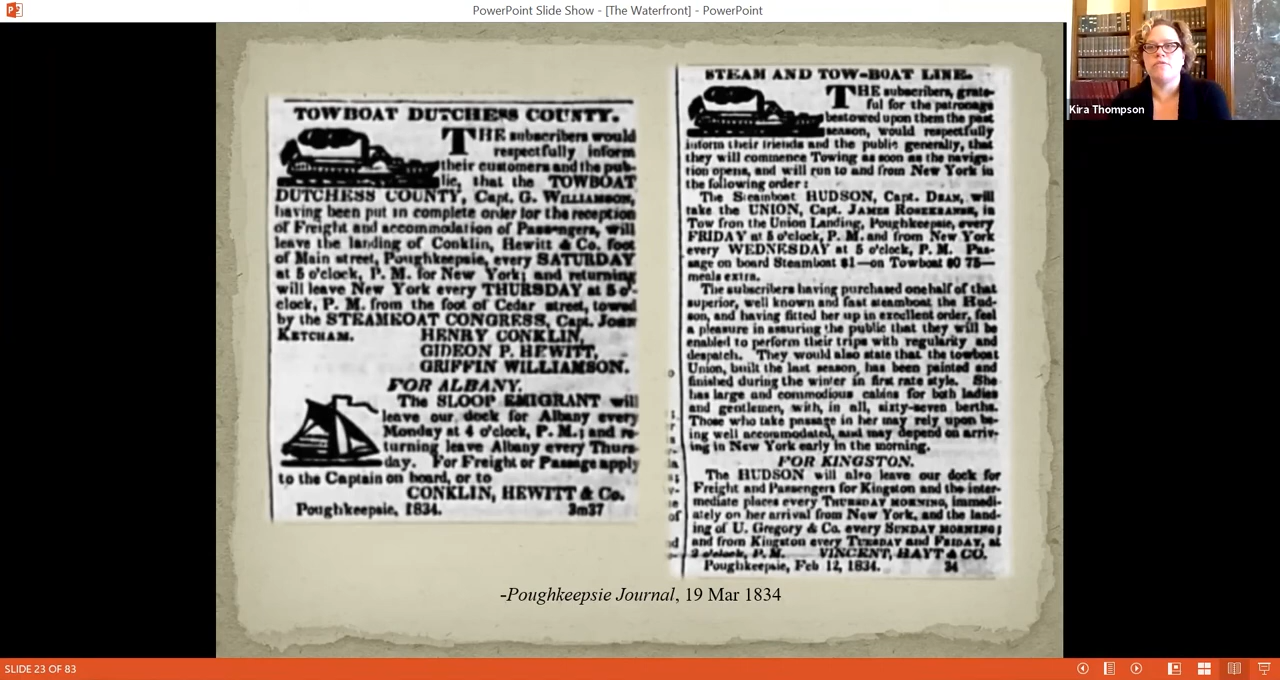 PowerPoint Slide Show - [The Waterfront] - PowerPoint
Kira Thompson
TOWBOAT DUTCHESS COUNTY.
THE subscribers would
respectfully inform
their customers and the pub-
lic, that the TOWBOAT
DUTCHESS COUNTY, Capt. G. WILLIAMSON,
having been put in complete order for the reception
of Freight and accommodation of Passengers, will
leave the landing of Conklin, Hewitt & Co. foot
of Main street, Poughkeepsie, every SATURDAY
at 5 o'clock, P. M. for New York; and returning
will leave New York every THURSDAY at 5 o'-
clock, P. M. from the foot of Cedar street, towed
by the STEAMBOAT CONGRESS, Capt. JOHN
KETCHAM.
HENRY CONKLIN,
GIDEON P. HEWITT,
GRIFFIN WILLIAMSON.
FOR ALBANY.
The SLOOP EMIGRANT will
leave our dock for Albany every
Monday at 4 o'clock, P. M.; and re-
turning leave Albany every Thurs-
day. For Freight or Passage apply
to the Captain on board, or to
CONKLIN, HEWITT & Co.
Poughkeepsie, 1834. 3m37
STEAM AND TOW-BOAT LINE.
THE subscribers, grate-
ful for the patronage
bestowed upon them the past
season, would respectfully
inform their friends and the public generally, that
they will commence Towing as soon as the naviga-
tion opens, and will run to and from New York in
the following order:
The Steamboat HUDSON, Capt. DEAN, will
take the UNION, Capt. JAMES ROSEKRANSE, in
Tow from the Union Landing, Poughkeepsie, every
FRIDAY at 5 o'clock, P. M. and from New York
every WEDNESDAY at 5 o'clock, P. M. Pas-
sage on board Steamboat $1—on Towboat $0 75—
meals extra.
The subscribers having purchased one half of that
superior, well known and fast steamboat the Hud-
son, and having fitted her up in excellent order, feel
a pleasure in assuring the public that they will be
enabled to perform their trips with regularity and
despatch. They would also state that the towboat
Union, built the last season, has been painted and
finished during the winter in first rate style. She
has large and commodious cabins for both ladies
and gentlemen, with, in all, sixty-seven berths.
Those who take passage in her may rely upon be-
ing well accommodated, and may depend on arriv-
ing in New York early in the morning.
FOR KINGSTON.
The HUDSON will also leave our dock for
Freight and Passengers for Kingston and the inter-
mediate places every THURSDAY MORNING, immedi-
ately on her arrival from New York, and the land-
ing of U. Gregory & Co. every SUNDAY MORNING;
and from Kingston every TUESDAY and FRIDAY, at
o'clock, P. M. VINCENT, HAYT & CO.
Poughkeepsie, Feb 12, 1834. 34
-Poughkeepsie Journal, 19 Mar 1834
SLIDE 23 OF 83